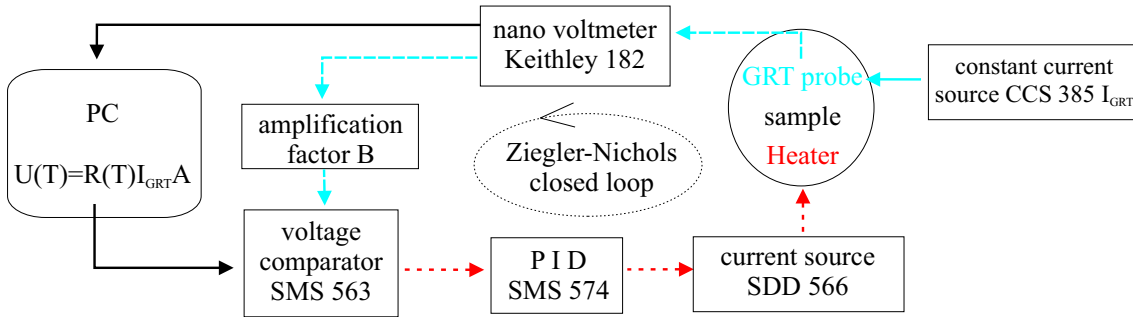 nano voltmeter
Keithley 182
GRT probe
sample
Heater
constant current
source CCS 385 I_GRT
PC
U(T)=R(T)I_GRT A
amplification
factor B
Ziegler-Nichols
closed loop
voltage
comparator
SMS 563
P I D
SMS 574
current source
SDD 566